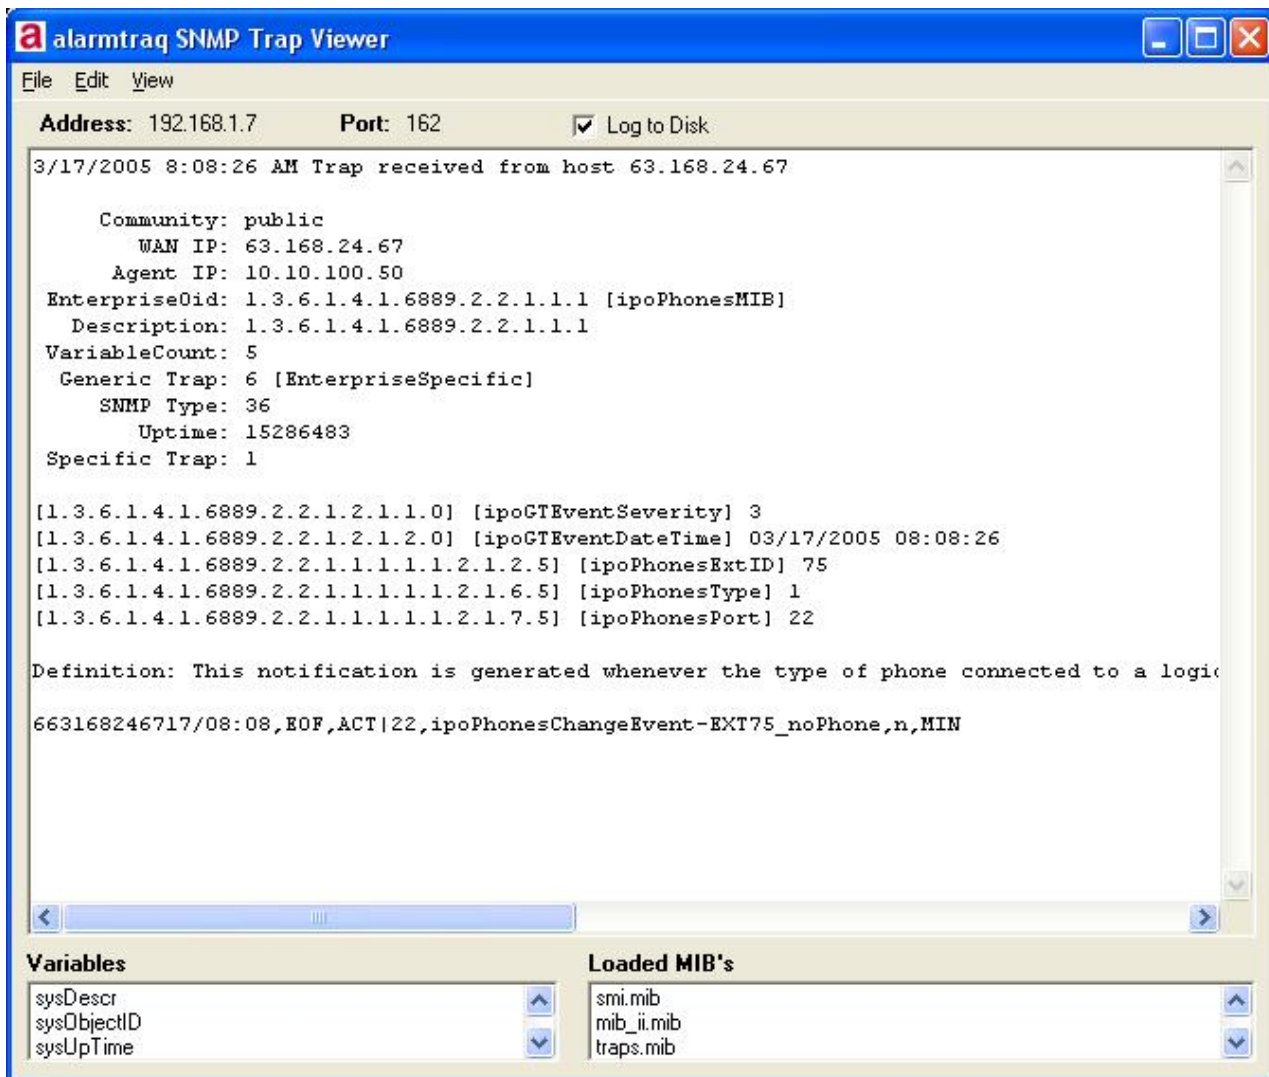 a alarmtraq SNMP Trap Viewer
File Edit View
Address: 192.168.1.7 Port: 162 Log to Disk
3/17/2005 8:08:26 AM Trap received from host 63.168.24.67
Community: public
WAN IP: 63.168.24.67
Agent IP: 10.10.100.50
EnterpriseOid: 1.3.6.1.4.1.6889.2.2.1.1.1 [ipoPhonesMIB]
Description: 1.3.6.1.4.1.6889.2.2.1.1.1
VariableCount: 5
Generic Trap: 6 [EnterpriseSpecific]
SNMP Type: 36
Uptime: 15286483
Specific Trap: 1
[1.3.6.1.4.1.6889.2.2.1.2.1.1.0] [ipoGTEventSeverity] 3
[1.3.6.1.4.1.6889.2.2.1.2.1.2.0] [ipoGTEventDateTime] 03/17/2005 08:08:26
[1.3.6.1.4.1.6889.2.2.1.1.1.1.1.2.1.2.5] [ipoPhonesExtID] 75
[1.3.6.1.4.1.6889.2.2.1.1.1.1.1.2.1.6.5] [ipoPhonesType] 1
[1.3.6.1.4.1.6889.2.2.1.1.1.1.1.2.1.7.5] [ipoPhonesPort] 22
Definition: This notification is generated whenever the type of phone connected to a logic
663168246717/08:08,EOF,ACT|22,ipoPhonesChangeEvent-EXT75_noPhone,n,MIN
Variables Loaded MIB's
sysDescr smi.mib
sysObjectID mib_ii.mib
sysUpTime traps.mib